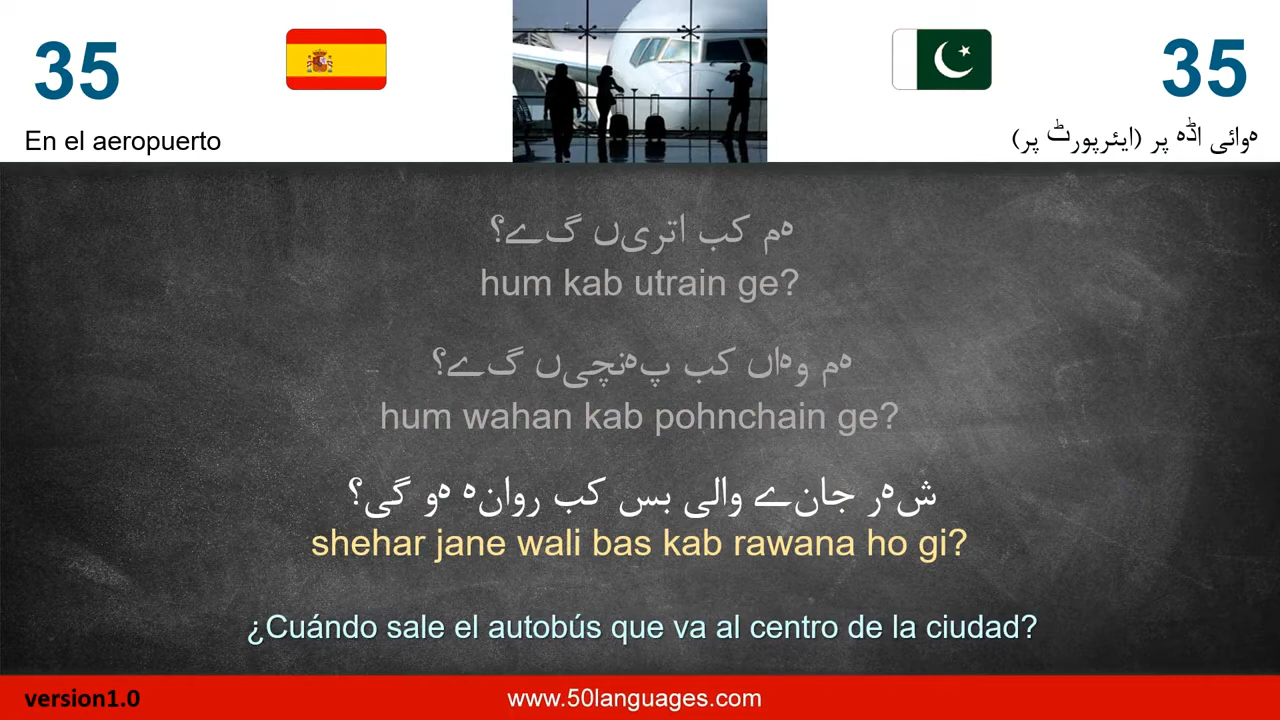 35
35
En el aeropuerto
ہوائی اڈہ پر (ایئرپورٹ پر)
ہم کب اتریں گے؟
hum kab utrain ge?
ہم وہاں کب پہنچیں گے؟
hum wahan kab pohnchain ge?
شہر جانے والی بس کب روانہ ہو گی؟
shehar jane wali bas kab rawana ho gi?
¿Cuándo sale el autobús que va al centro de la ciudad?
version1.0
www.50languages.com